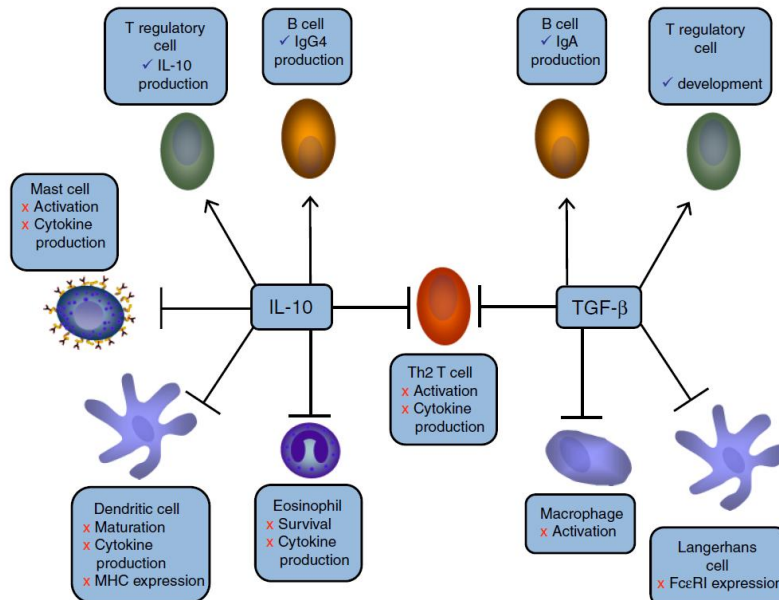 T regulatory
cell
✓ IL-10
production
B cell
✓ IgG4
production
B cell
✓ IgA
production
T regulatory
cell
✓ development
Mast cell
x Activation
x Cytokine
production
IL-10
TGF-β
Th2 T cell
x Activation
x Cytokine
production
Dendritic cell
x Maturation
x Cytokine
production
x MHC expression
Eosinophil
x Survival
x Cytokine
production
Macrophage
x Activation
Langerhans
cell
x FcεRI expression